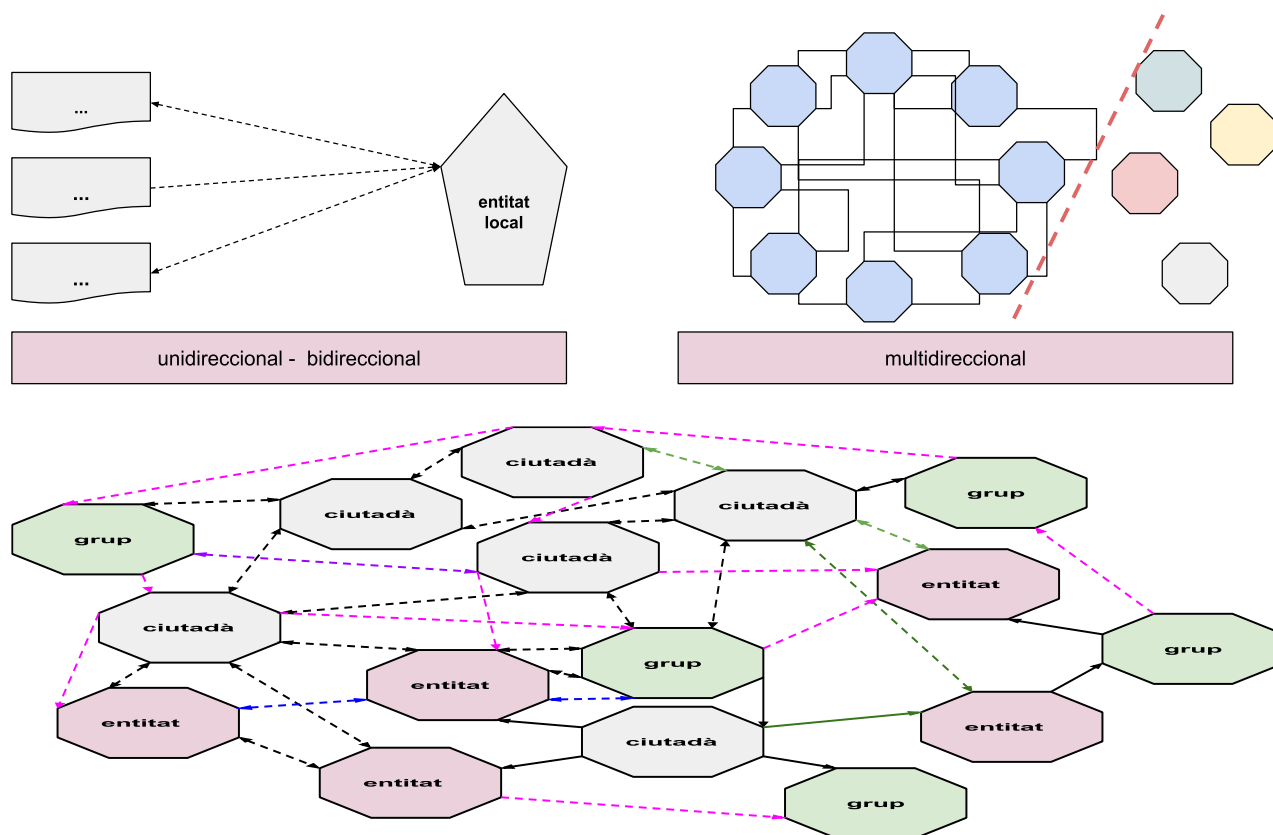 ...
...
...
entitat
local
unidireccional -  bidireccional
multidireccional
ciutadà
grup
ciutadà
ciutadà
grup
ciutadà
entitat
ciutadà
grup
grup
entitat
entitat
entitat
ciutadà
entitat
grup